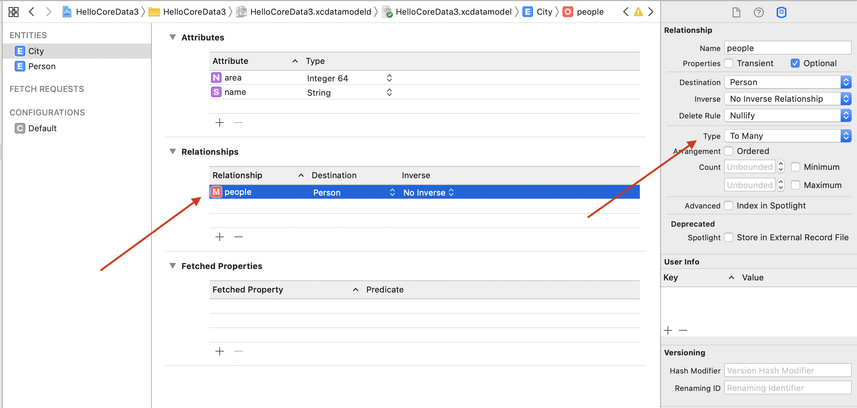 HelloCoreData3 HelloCoreData3 HelloCoreData3.xcdatamodeld HelloCoreData3.xcdatamodel E City O people
ENTITIES
E City
E Person
FETCH REQUESTS
CONFIGURATIONS
C Default
Attributes
Attribute Type
N area Integer 64
S name String
Relationships
Relationship Destination Inverse
M people Person No Inverse
Fetched Properties
Fetched Property Predicate
Relationship
Name people
Properties Transient Optional
Destination Person
Inverse No Inverse Relationship
Delete Rule Nullify
Type To Many
Arrangement Ordered
Count Unbounded Minimum
Unbounded Maximum
Advanced Index in Spotlight
Deprecated
Spotlight Store in External Record File
User Info
Key Value
Versioning
Hash Modifier Version Hash Modifier
Renaming ID Renaming Identifier